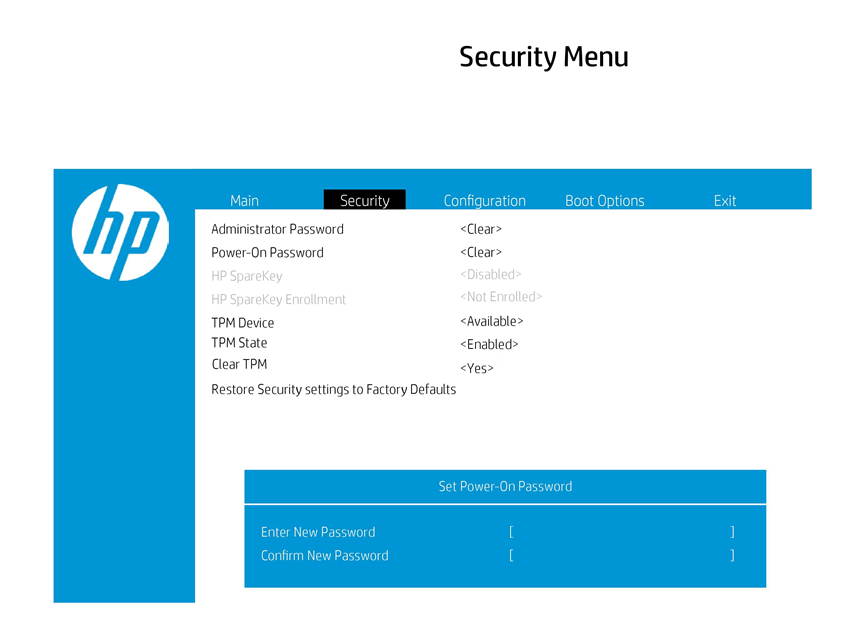 Security Menu
hp
Main Security Configuration Boot Options Exit
Administrator Password <Clear>
Power-On Password <Clear>
HP SpareKey <Disabled>
HP SpareKey Enrollment <Not Enrolled>
TPM Device <Available>
TPM State <Enabled>
Clear TPM <Yes>
Restore Security settings to Factory Defaults
Set Power-On Password
Enter New Password [ ]
Confirm New Password [ ]